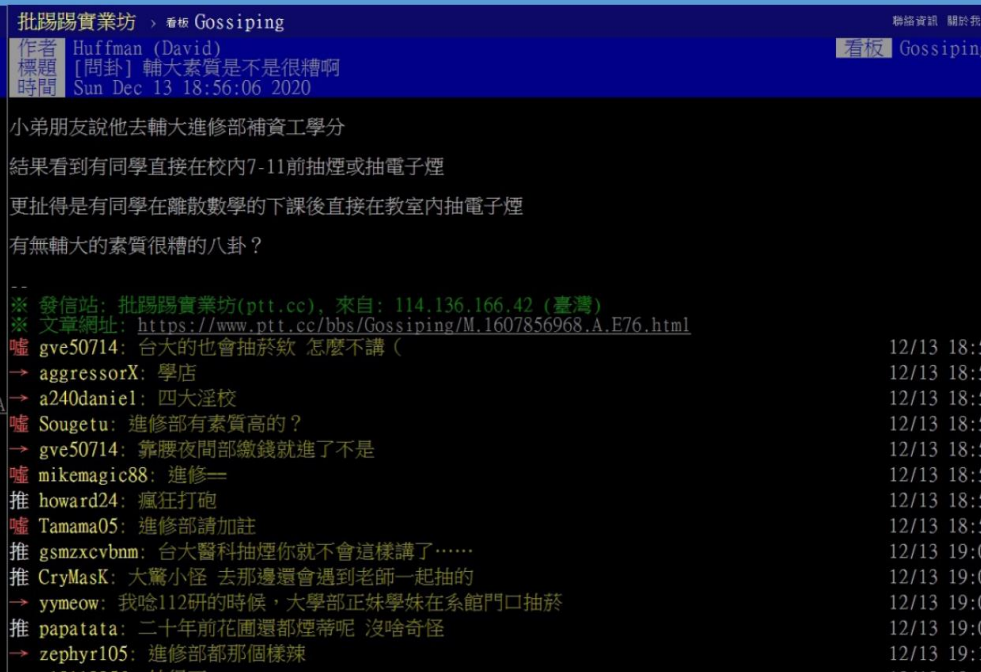 批踢踢實業坊 › 看板 Gossiping 聯絡資訊 關於我
作者 Huffman (David) 看板 Gossiping
標題 [問卦] 輔大素質是不是很糟啊
時間 Sun Dec 13 18:56:06 2020
小弟朋友說他去輔大進修部補資工學分
結果看到有同學直接在校內7-11前抽煙或抽電子煙
更扯得是有同學在離散數學的下課後直接在教室內抽電子煙
有無輔大的素質很糟的八卦？
--
※ 發信站: 批踢踢實業坊(ptt.cc), 來自: 114.136.166.42 (臺灣)
※ 文章網址: https://www.ptt.cc/bbs/Gossiping/M.1607856968.A.E76.html
噓 gve50714: 台大的也會抽菸欸 怎麼不講 ( 12/13 18:
→ aggressorX: 學店 12/13 18:
→ a240daniel: 四大淫校 12/13 18:
噓 Sougetu: 進修部有素質高的？ 12/13 18:
→ gve50714: 靠腰夜間部繳錢就進了不是 12/13 18:
噓 mikemagic88: 進修== 12/13 18:
推 howard24: 瘋狂打砲 12/13 18:
噓 Tamama05: 進修部請加註 12/13 18:
推 gsmzxcvbnm: 台大醫科抽煙你就不會這樣講了…… 12/13 19:
推 CryMasK: 大驚小怪 去那邊還會遇到老師一起抽的 12/13 19:
→ yymeow: 我唸112研的時候，大學部正妹學妹在系館門口抽菸 12/13 19:
推 papatata: 二十年前花圃還都煙蒂呢 沒啥奇怪 12/13 19:
→ zephyr105: 進修部都那個樣辣 12/13 19: